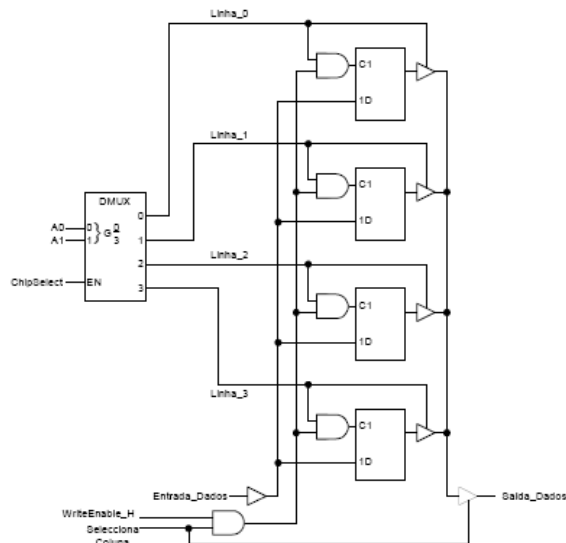 Linha_0
C1
1D
Linha_1
C1
1D
DMUX
0
A0 0 } G 0 1
A1 1 3
Linha_2
2
C1
ChipSelect EN 3
1D
Linha_3
C1
1D
Entrada_Dados Saida_Dados
WriteEnable_H
Selecciona
Coluna